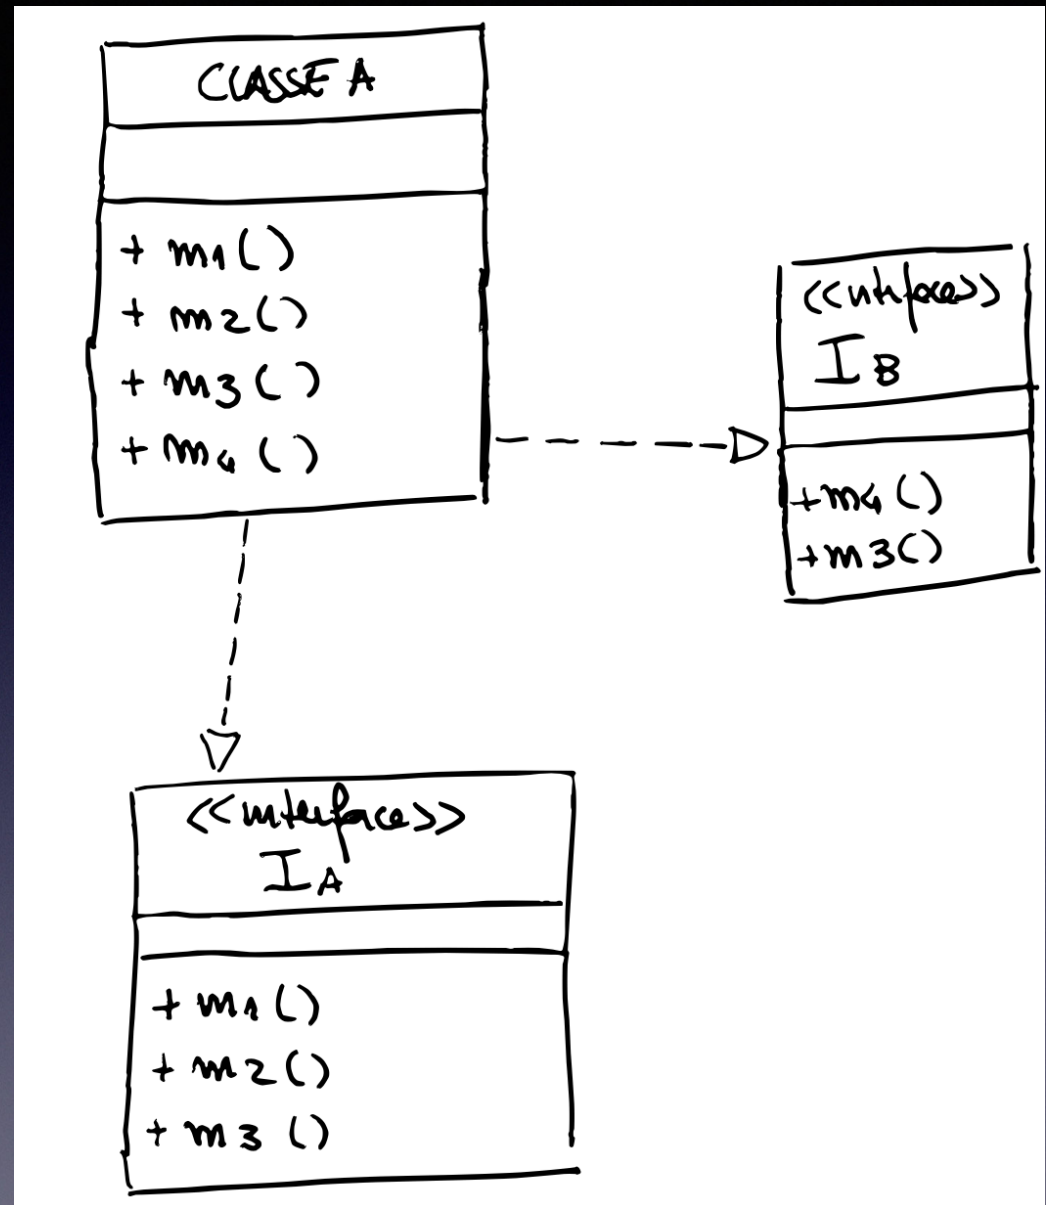 CLASSE A
+ m1()
+ m2()
+ m3()
+ m4()
<<interface>>
IB
+m4()
+m3()
<<interface>>
IA
+ m1()
+ m2()
+ m3()